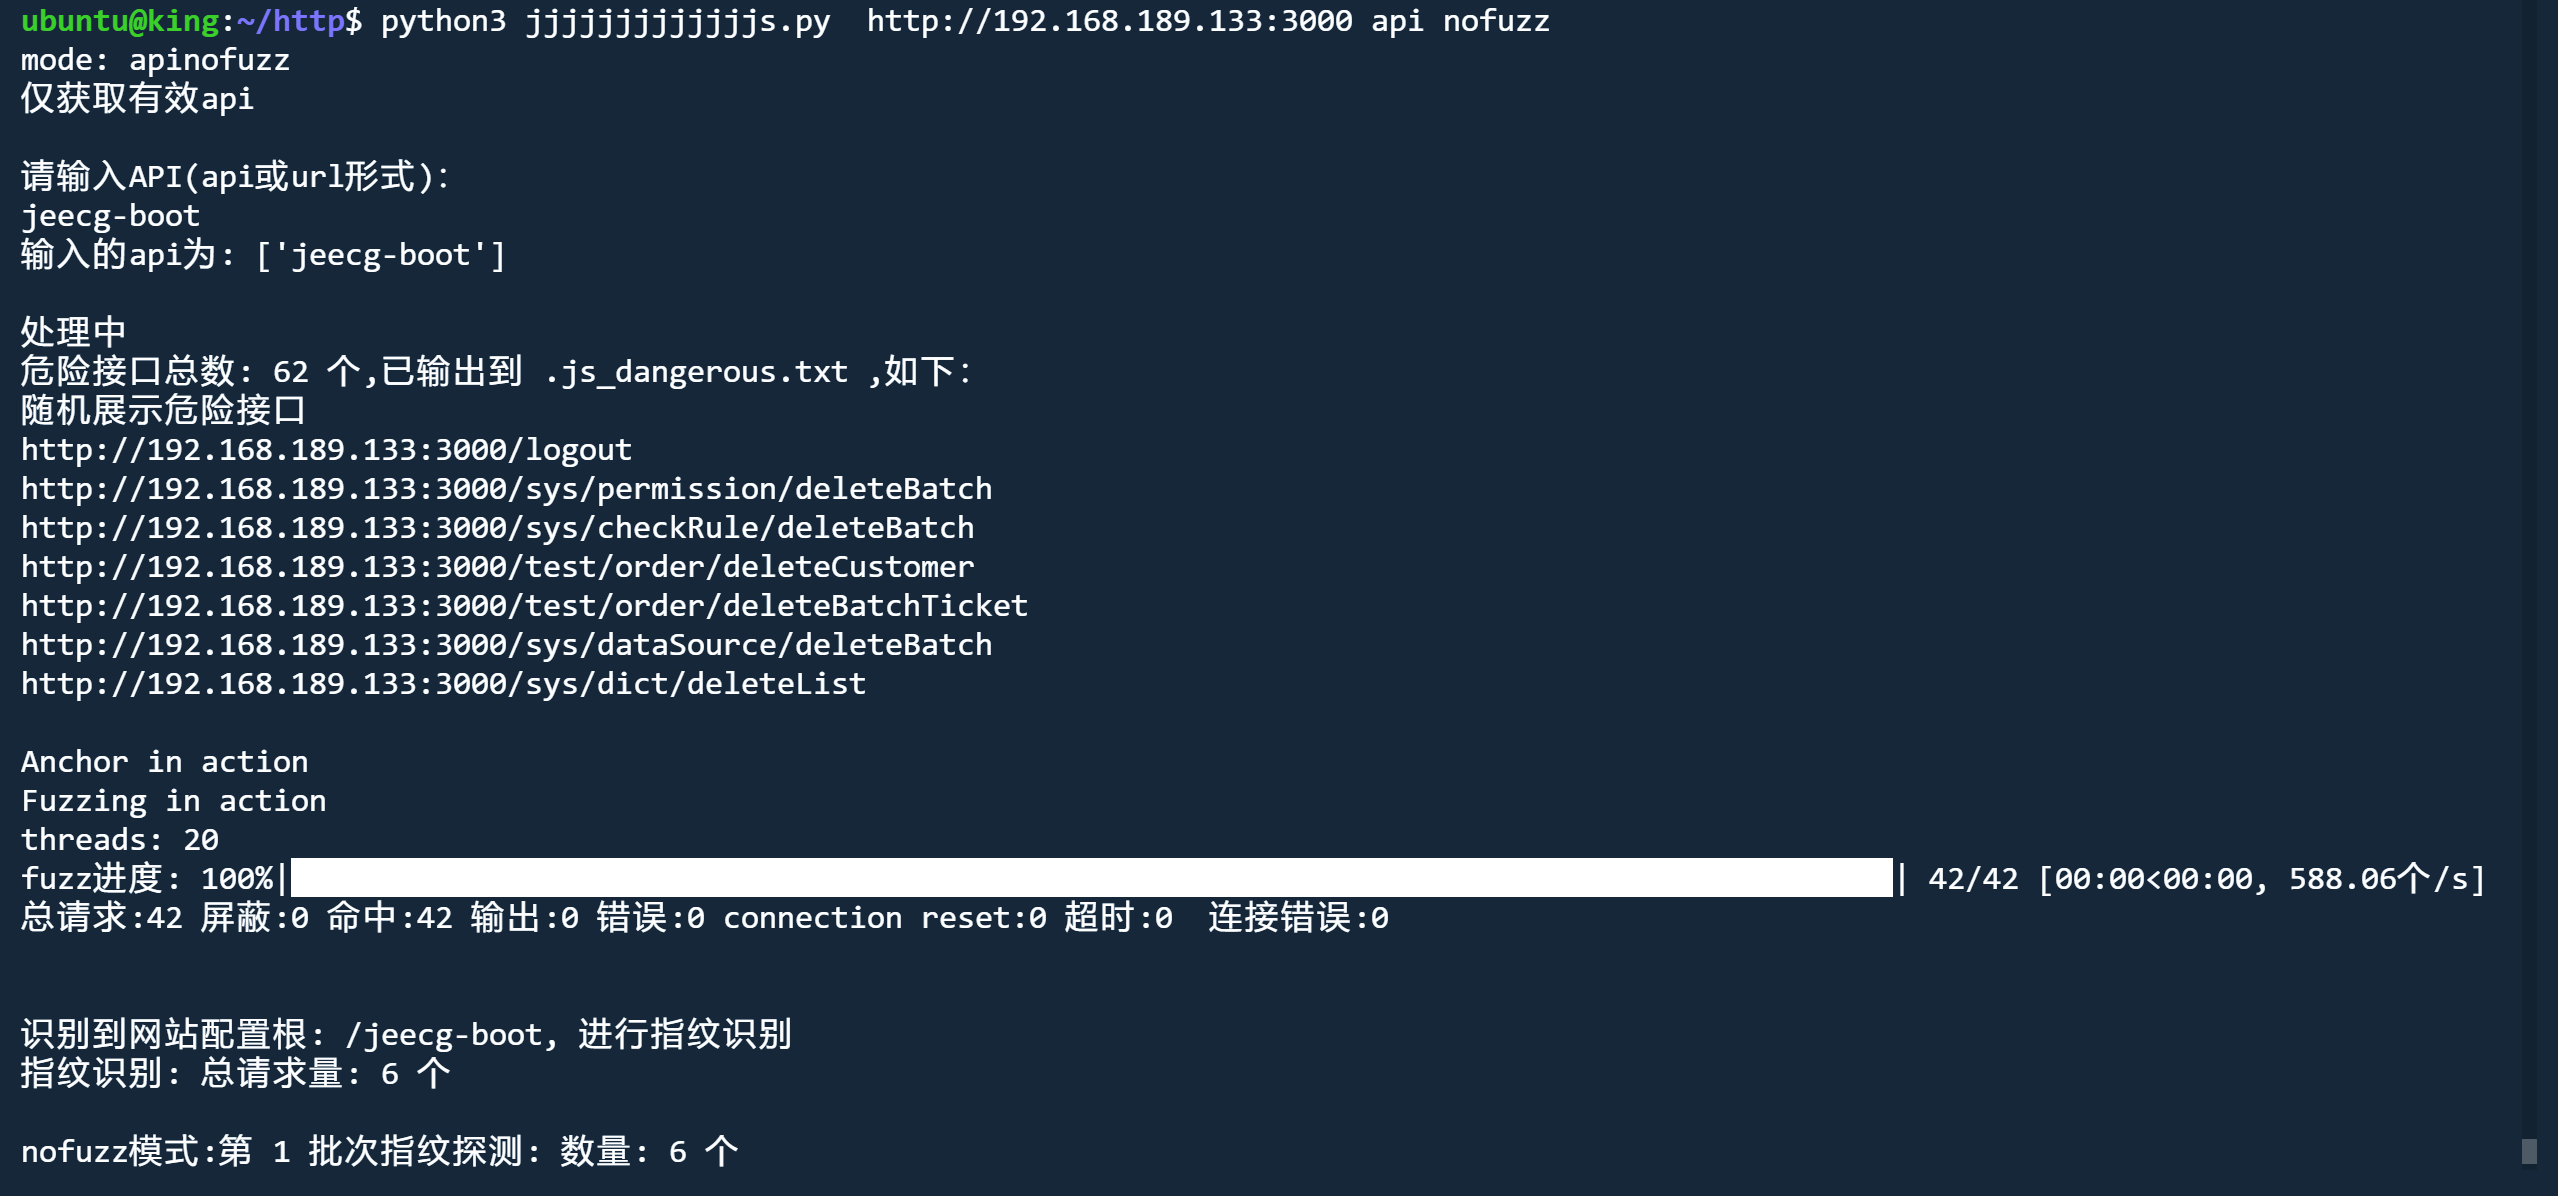 ubuntu@king:~/http$ python3 jjjjjjjjjjjjjs.py  http://192.168.189.133:3000 api nofuzz
mode: apinofuzz
仅获取有效api
请输入API(api或url形式):
jeecg-boot
输入的api为: ['jeecg-boot']
处理中
危险接口总数: 62 个,已输出到 .js_dangerous.txt ,如下:
随机展示危险接口
http://192.168.189.133:3000/logout
http://192.168.189.133:3000/sys/permission/deleteBatch
http://192.168.189.133:3000/sys/checkRule/deleteBatch
http://192.168.189.133:3000/test/order/deleteCustomer
http://192.168.189.133:3000/test/order/deleteBatchTicket
http://192.168.189.133:3000/sys/dataSource/deleteBatch
http://192.168.189.133:3000/sys/dict/deleteList
Anchor in action
Fuzzing in action
threads: 20
fuzz进度: 100%| | 42/42 [00:00<00:00, 588.06个/s]
总请求:42 屏蔽:0 命中:42 输出:0 错误:0 connection reset:0 超时:0  连接错误:0
识别到网站配置根: /jeecg-boot, 进行指纹识别
指纹识别: 总请求量: 6 个
nofuzz模式:第 1 批次指纹探测: 数量: 6 个